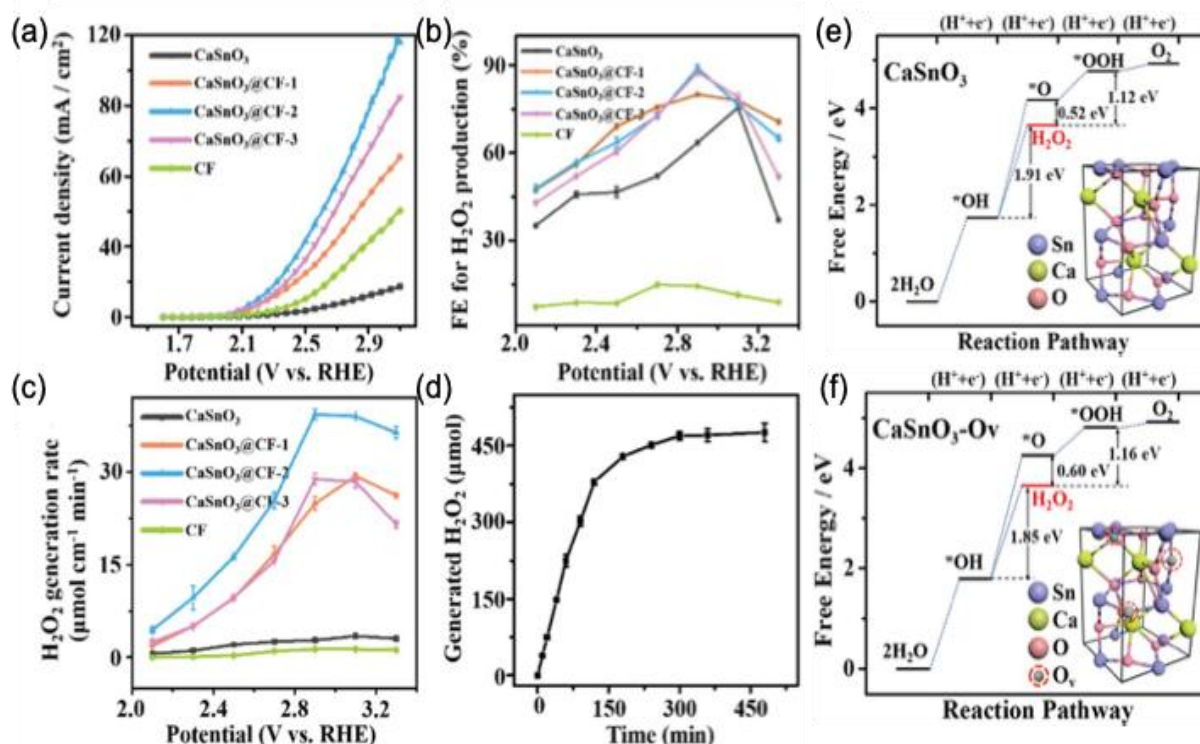 (a)
120
90
60
30
0
CaSnO₃
CaSnO₃@CF-1
CaSnO₃@CF-2
CaSnO₃@CF-3
CF
Current density (mA / cm²)
1.7 2.1 2.5 2.9
Potential (V vs. RHE)
(b)
90
60
30
CaSnO₃
CaSnO₃@CF-1
CaSnO₃@CF-2
CaSnO₃@CF-3
CF
FE for H₂O₂ production (%)
2.0 2.4 2.8 3.2
Potential (V vs. RHE)
(c)
30
15
0
CaSnO₃
CaSnO₃@CF-1
CaSnO₃@CF-2
CaSnO₃@CF-3
CF
H₂O₂ generation rate
(μmol cm⁻¹ min⁻¹)
2.0 2.4 2.8 3.2
Potential (V vs. RHE)
(d)
450
300
150
0
Generated H₂O₂ (μmol)
0 150 300 450
Time (min)
(e)
(H⁺+e⁻) (H⁺+e⁻) (H⁺+e⁻) (H⁺+e⁻)
CaSnO₃
*OOH O₂
*O
1.12 eV
0.52 eV
H₂O₂
1.91 eV
*OH
2H₂O
Sn
Ca
O
4
2
0
Free Energy / eV
Reaction Pathway
(f)
(H⁺+e⁻) (H⁺+e⁻) (H⁺+e⁻) (H⁺+e⁻)
CaSnO₃-Ov
*OOH O₂
*O
1.16 eV
0.60 eV
H₂O₂
1.85 eV
*OH
2H₂O
Sn
Ca
O
Oᵥ
4
2
0
Free Energy / eV
Reaction Pathway